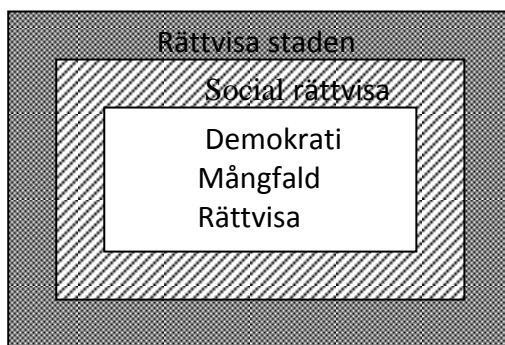 Rättvisa staden
Social rättvisa
Demokrati
Mångfald
Rättvisa